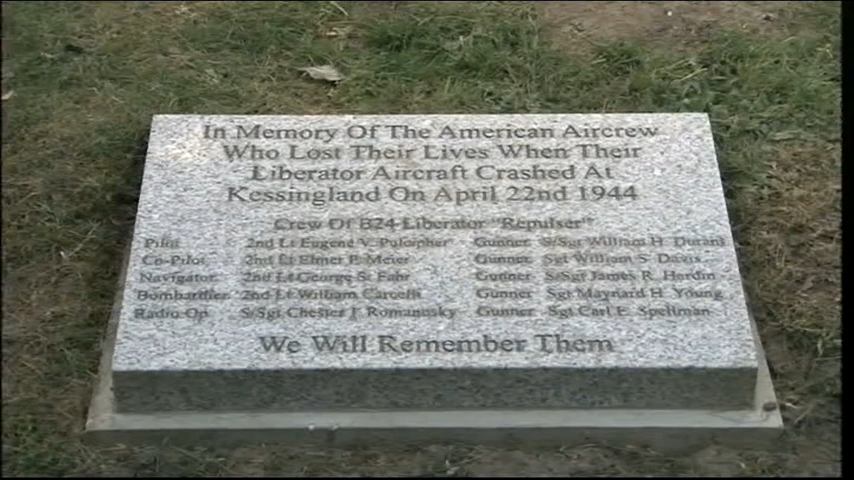 In Memory Of The American Aircrew
Who Lost Their Lives When Their
Liberator Aircraft Crashed At
Kessingland On April 22nd 1944
Crew Of B24 Liberator "Repulser"
Pilot 2nd Lt Eugene V Pulcipher Gunner S/Sgt William H Durant
Co-Pilot 2nd Lt Elmer P Meier Gunner Sgt William S Davis
Navigator 2nd Lt George S Fahr Gunner S/Sgt James R Hardin
Bombardier 2nd Lt William Gunner Sgt Maynard H Young
Radio Op S/Sgt Chester J Romanosky Gunner Sgt Carl E Spellman
We Will Remember Them